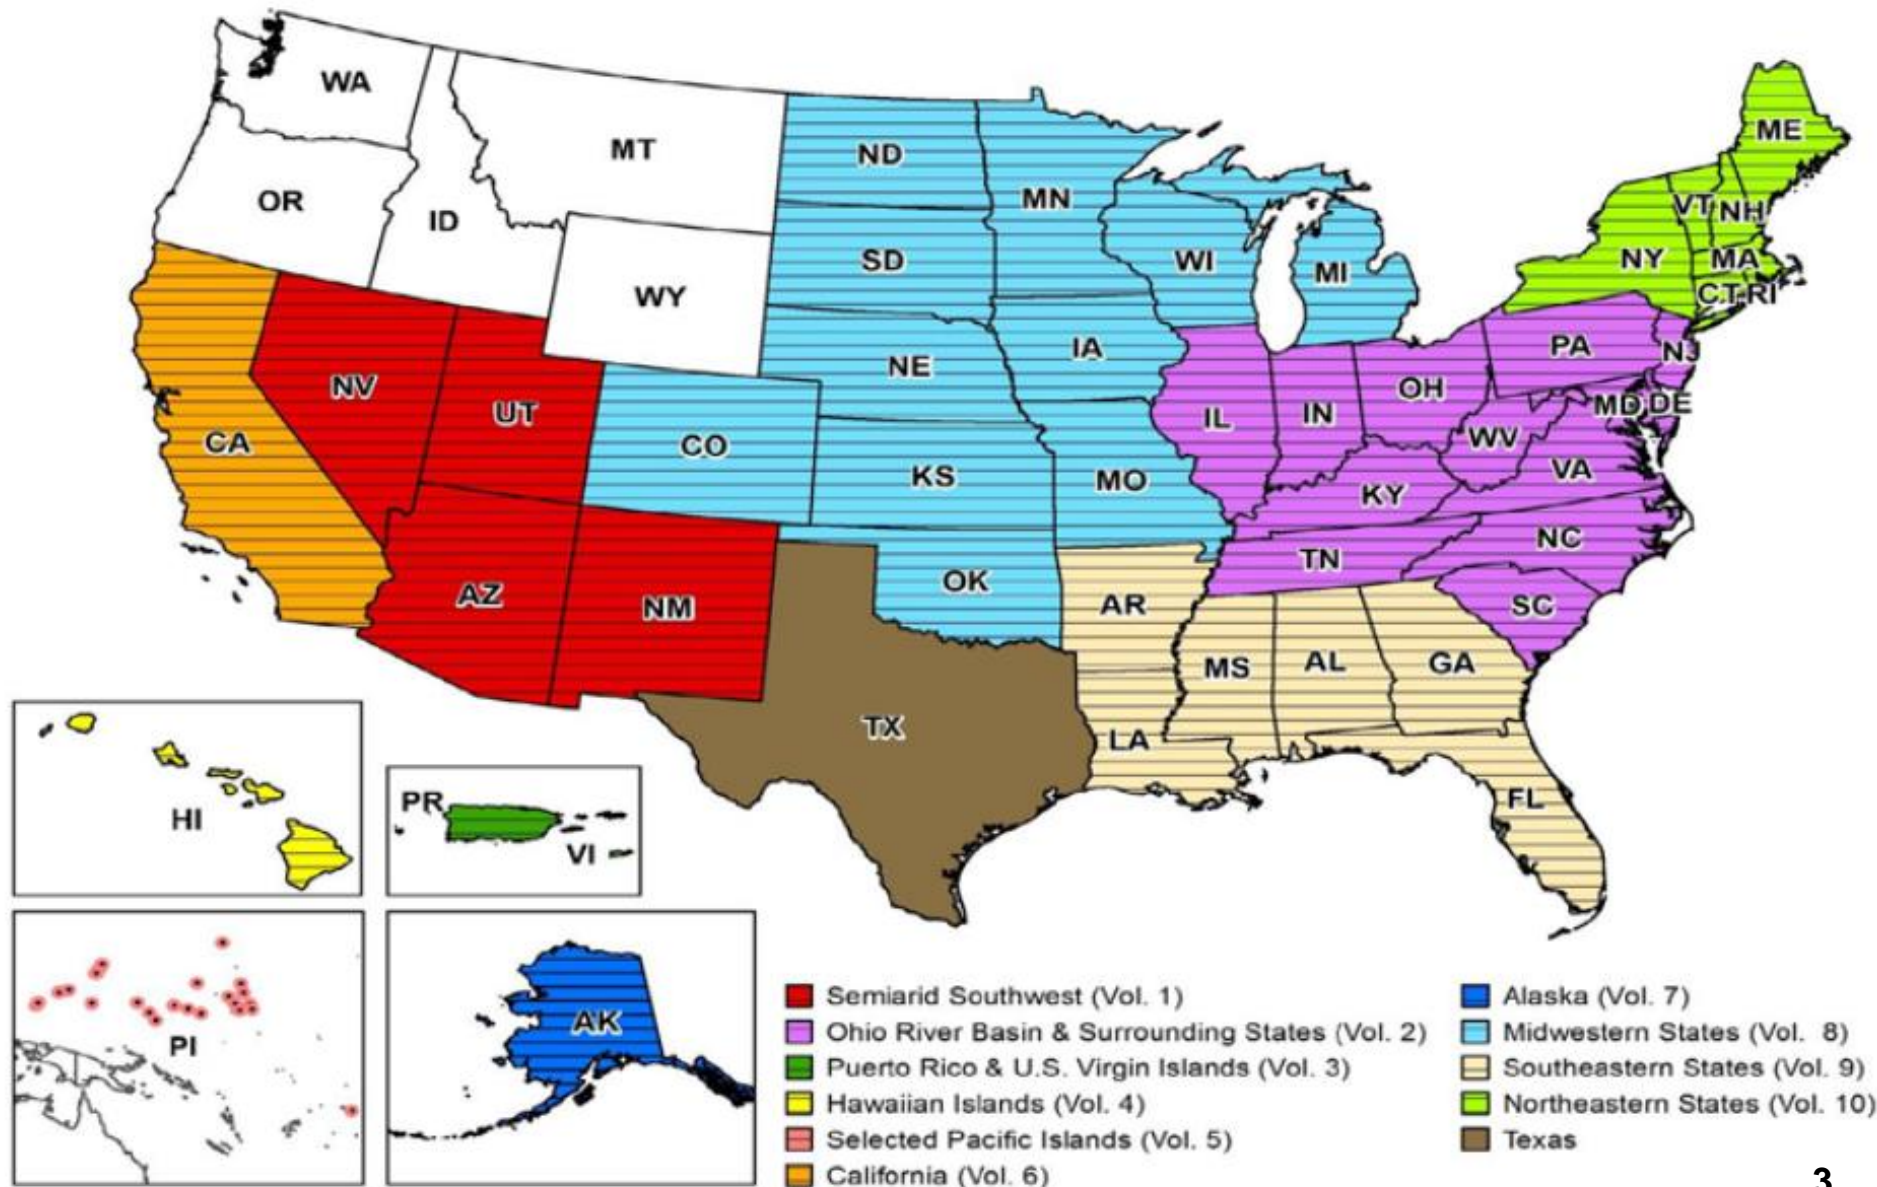 WA
MT
ND
MN
ME
OR
ID
VT
NH
SD
WI
MI
NY
MA
WY
CT
RI
IA
NE
PA
NJ
NV
UT
OH
IL
IN
MD
DE
CA
CO
WV
KS
MO
VA
KY
NC
TN
AZ
NM
OK
AR
SC
MS
AL
GA
TX
LA
FL
HI
PR
VI
PI
AK
Semiarid Southwest (Vol. 1)
Ohio River Basin & Surrounding States (Vol. 2)
Puerto Rico & U.S. Virgin Islands (Vol. 3)
Hawaiian Islands (Vol. 4)
Selected Pacific Islands (Vol. 5)
California (Vol. 6)
Alaska (Vol. 7)
Midwestern States (Vol. 8)
Southeastern States (Vol. 9)
Northeastern States (Vol. 10)
Texas
3